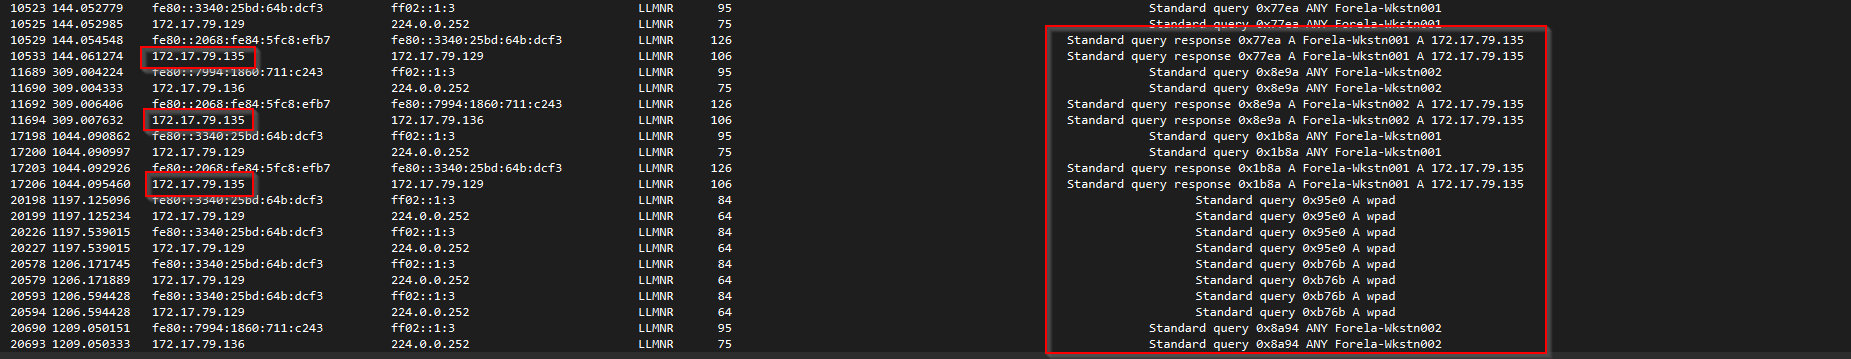 10523 144.052779 fe80::3340:25bd:64b:dcf3 ff02::1:3 LLMNR 95 Standard query 0x77ea ANY Forela-Wkstn001
10525 144.052985 172.17.79.129 224.0.0.252 LLMNR 75 Standard query 0x77ea ANY Forela-Wkstn001
10529 144.054548 fe80::2068:fe84:5fc8:efb7 fe80::3340:25bd:64b:dcf3 LLMNR 126 Standard query response 0x77ea A Forela-Wkstn001 A 172.17.79.135
10533 144.061274 172.17.79.135 172.17.79.129 LLMNR 106 Standard query response 0x77ea A Forela-Wkstn001 A 172.17.79.135
11689 309.004224 fe80::7994:1860:711:c243 ff02::1:3 LLMNR 95 Standard query 0x8e9a ANY Forela-Wkstn002
11690 309.004333 172.17.79.136 224.0.0.252 LLMNR 75 Standard query 0x8e9a ANY Forela-Wkstn002
11692 309.006406 fe80::2068:fe84:5fc8:efb7 fe80::7994:1860:711:c243 LLMNR 126 Standard query response 0x8e9a A Forela-Wkstn002 A 172.17.79.135
11694 309.007632 172.17.79.135 172.17.79.136 LLMNR 106 Standard query response 0x8e9a A Forela-Wkstn002 A 172.17.79.135
17198 1044.090862 fe80::3340:25bd:64b:dcf3 ff02::1:3 LLMNR 95 Standard query 0x1b8a ANY Forela-Wkstn001
17200 1044.090997 172.17.79.129 224.0.0.252 LLMNR 75 Standard query 0x1b8a ANY Forela-Wkstn001
17203 1044.092926 fe80::2068:fe84:5fc8:efb7 fe80::3340:25bd:64b:dcf3 LLMNR 126 Standard query response 0x1b8a A Forela-Wkstn001 A 172.17.79.135
17206 1044.095460 172.17.79.135 172.17.79.129 LLMNR 106 Standard query response 0x1b8a A Forela-Wkstn001 A 172.17.79.135
20198 1197.125096 fe80::3340:25bd:64b:dcf3 ff02::1:3 LLMNR 84 Standard query 0x95e0 A wpad
20199 1197.125234 172.17.79.129 224.0.0.252 LLMNR 64 Standard query 0x95e0 A wpad
20226 1197.539015 fe80::3340:25bd:64b:dcf3 ff02::1:3 LLMNR 84 Standard query 0x95e0 A wpad
20227 1197.539015 172.17.79.129 224.0.0.252 LLMNR 64 Standard query 0x95e0 A wpad
20578 1206.171745 fe80::3340:25bd:64b:dcf3 ff02::1:3 LLMNR 84 Standard query 0xb76b A wpad
20579 1206.171889 172.17.79.129 224.0.0.252 LLMNR 64 Standard query 0xb76b A wpad
20593 1206.594428 fe80::3340:25bd:64b:dcf3 ff02::1:3 LLMNR 84 Standard query 0xb76b A wpad
20594 1206.594428 172.17.79.129 224.0.0.252 LLMNR 64 Standard query 0xb76b A wpad
20690 1209.050151 fe80::7994:1860:711:c243 ff02::1:3 LLMNR 95 Standard query 0x8a94 ANY Forela-Wkstn002
20693 1209.050333 172.17.79.136 224.0.0.252 LLMNR 75 Standard query 0x8a94 ANY Forela-Wkstn002